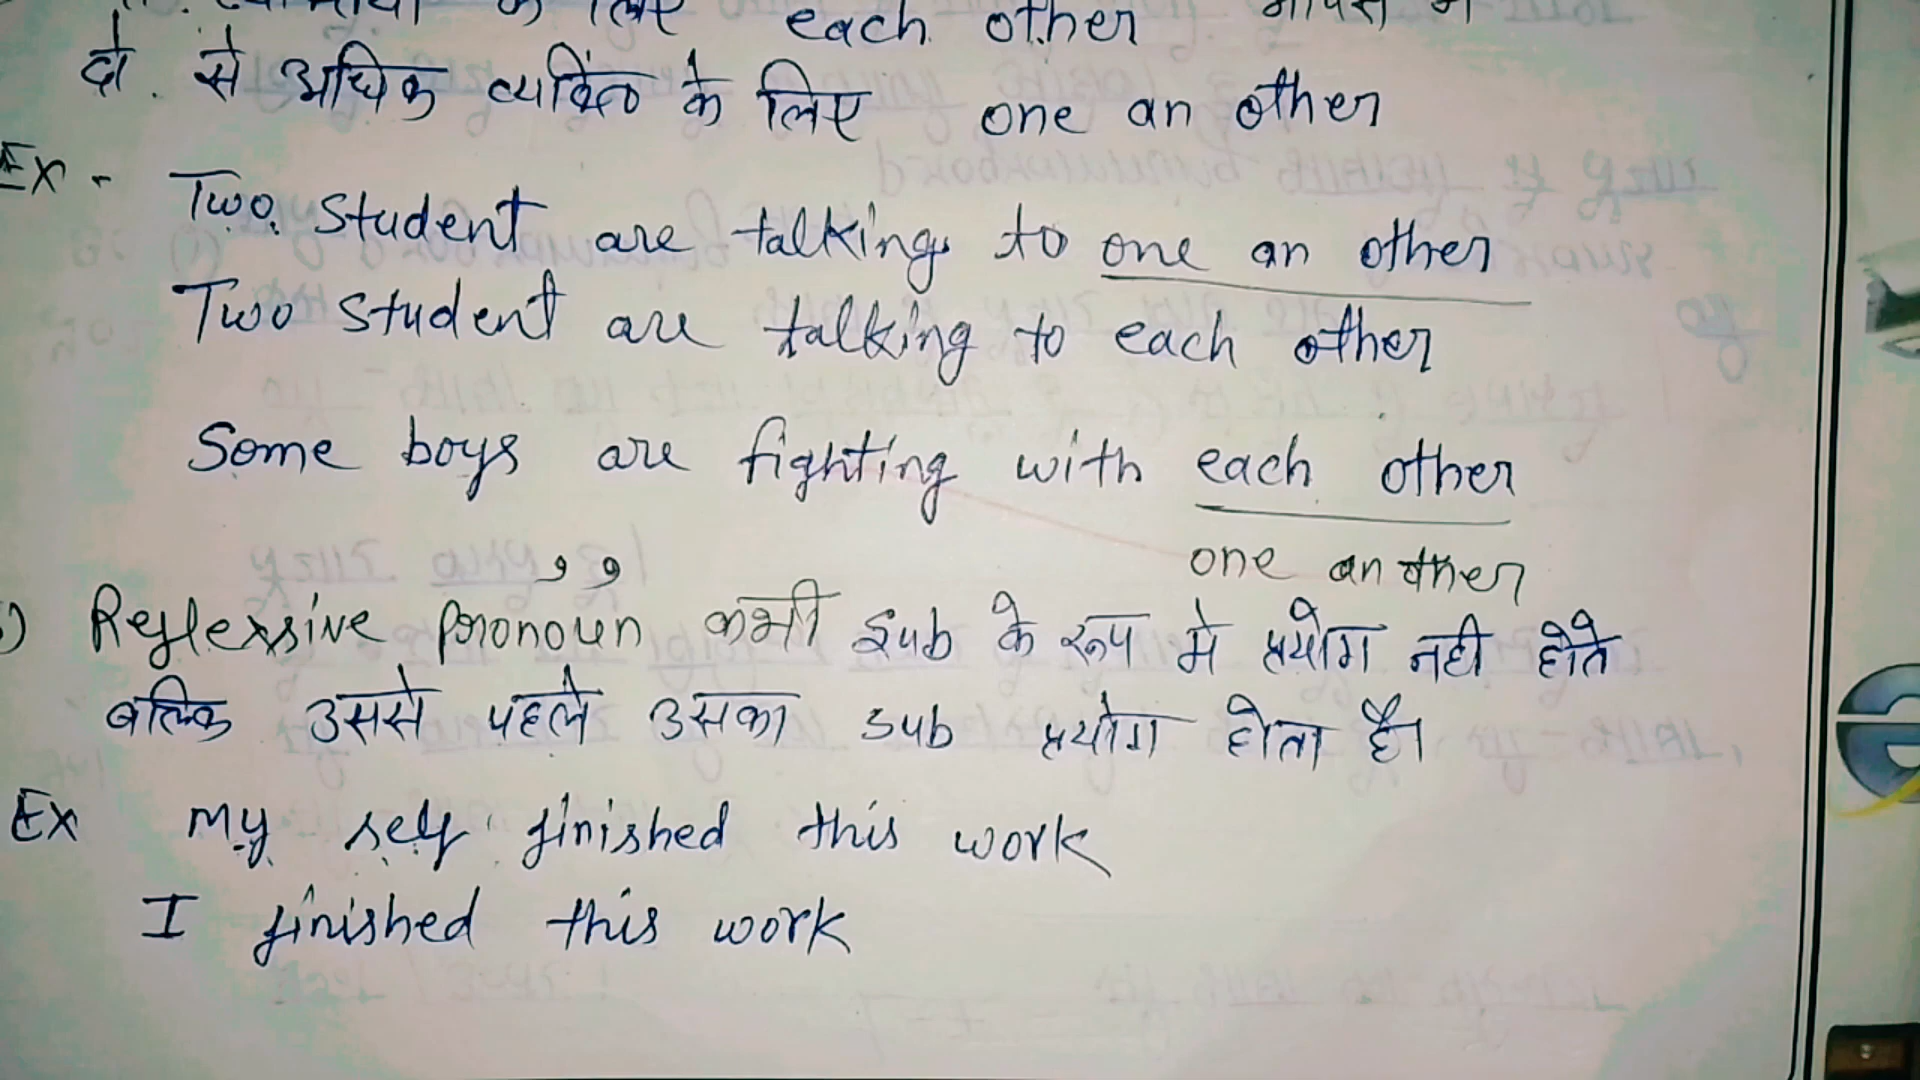 के लिए each other आपस में
दो से अधिक व्यक्ति के लिए one an other
Ex - Two Student are talking to one an other
Two Student are talking to each other
Some boys are fighting with each other
one an other
Reflexsive pronoun कभी Sub के रूप मे प्रयोग नही होते
बल्कि उससे पहले उसका sub प्रयोग होता है।
Ex my self finished this work
I finished this work